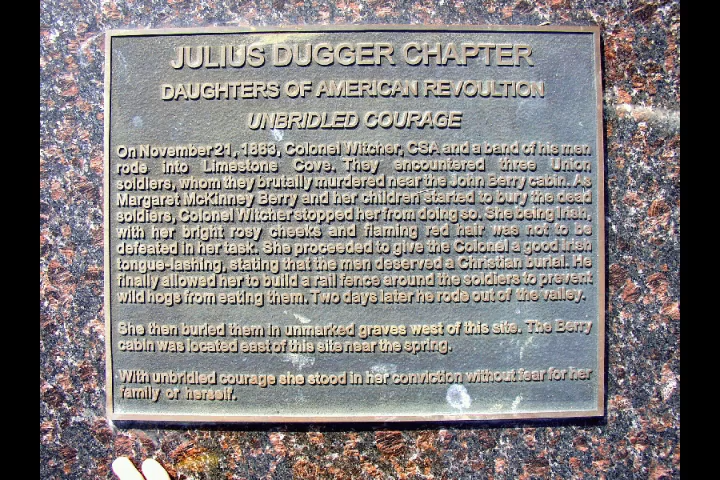 JULIUS DUGGER CHAPTER
DAUGHTERS OF AMERICAN REVOULTION
UNBRIDLED COURAGE
On November 21, 1863, Colonel Witcher, CSA and a band of his men
rode into Limestone Cove. They encountered three Union
soldiers, whom they brutally murdered near the John Berry cabin. As
Margaret McKinney Berry and her children started to bury the dead
soldiers, Colonel Witcher stopped her from doing so. She being Irish,
with her bright rosy cheeks and flaming red hair was not to be
defeated in her task. She proceeded to give the Colonel a good Irish
tongue-lashing, stating that the men deserved a Christian burial. He
finally allowed her to build a rail fence around the soldiers to prevent
wild hogs from eating them. Two days later he rode out of the valley.
She then buried them in unmarked graves west of this site. The Berry
cabin was located east of this site near the spring.
With unbridled courage she stood in her conviction without fear for her
family or herself.